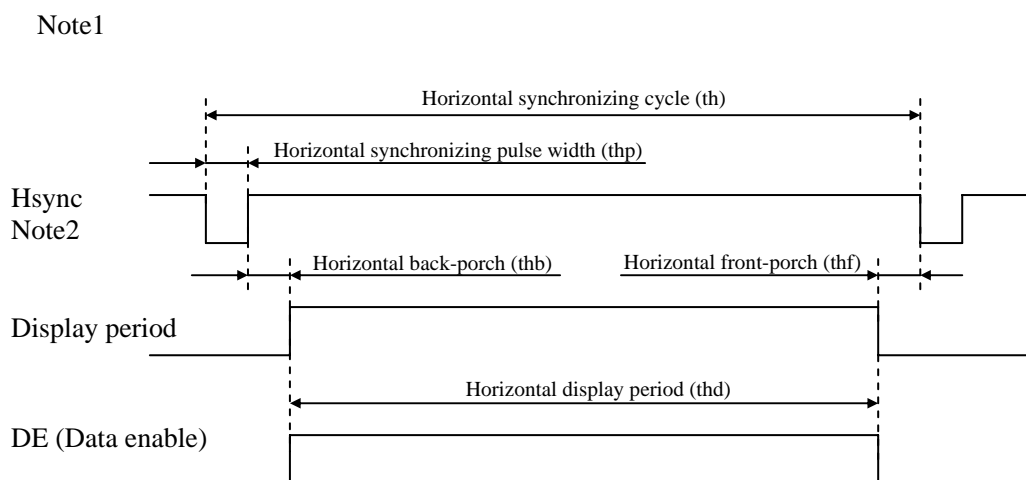 Note1
Horizontal synchronizing cycle (th)
Horizontal synchronizing pulse width (thp)
Hsync
Note2
Horizontal back-porch (thb)
Horizontal front-porch (thf)
Display period
Horizontal display period (thd)
DE (Data enable)